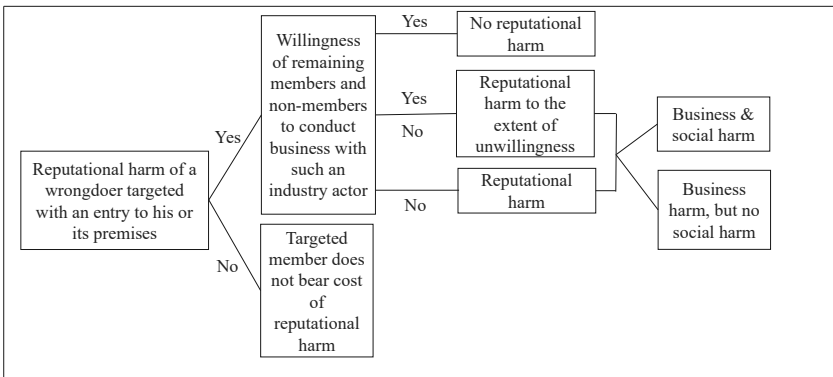 Reputational harm of a
wrongdoer targeted
with an entry to his or
its premises
Yes
No
Willingness
of remaining
members and
non-members
to conduct
business with
such an
industry actor
Targeted
member does
not bear cost
of
reputational
harm
Yes
No reputational
harm
Yes
No
Reputational
harm to the
extent of
unwillingness
No
Reputational
harm
Business &
social harm
Business
harm, but no
social harm